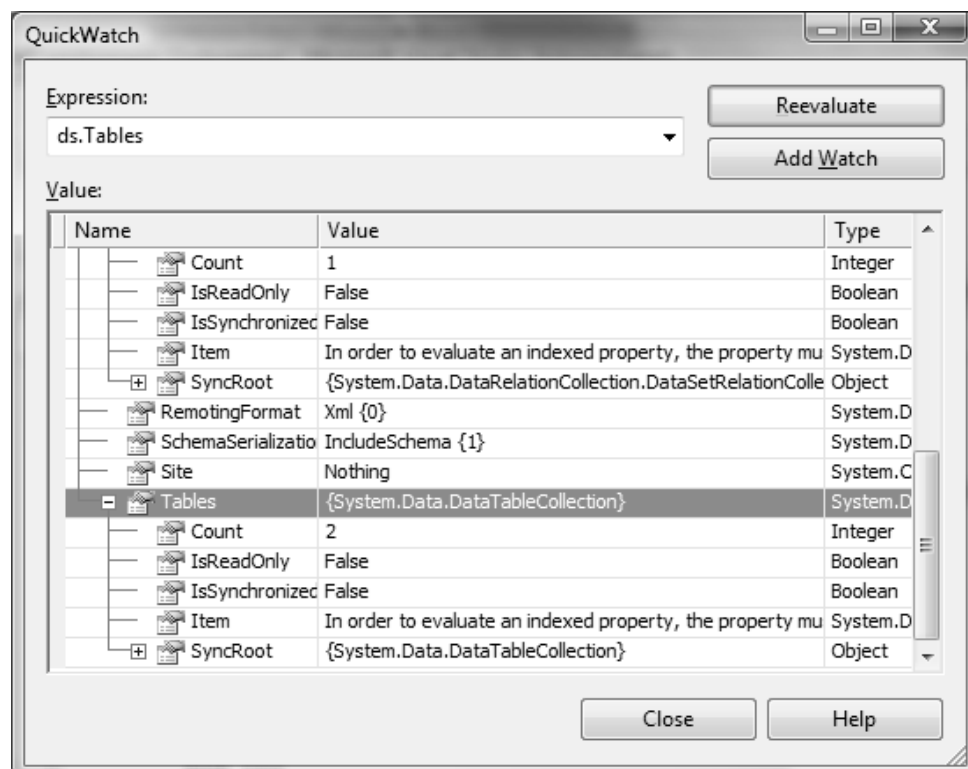 QuickWatch
Expression:
Reevaluate
ds.Tables
Add Watch
Value:
Name Value Type
Count 1 Integer
IsReadOnly False Boolean
IsSynchronized False Boolean
Item In order to evaluate an indexed property, the property mu System.D
SyncRoot {System.Data.DataRelationCollection.DataSetRelationColle Object
RemotingFormat Xml {0} System.D
SchemaSerializatio IncludeSchema {1} System.D
Site Nothing System.C
Tables {System.Data.DataTableCollection} System.D
Count 2 Integer
IsReadOnly False Boolean
IsSynchronized False Boolean
Item In order to evaluate an indexed property, the property mu System.D
SyncRoot {System.Data.DataTableCollection} Object
Close Help